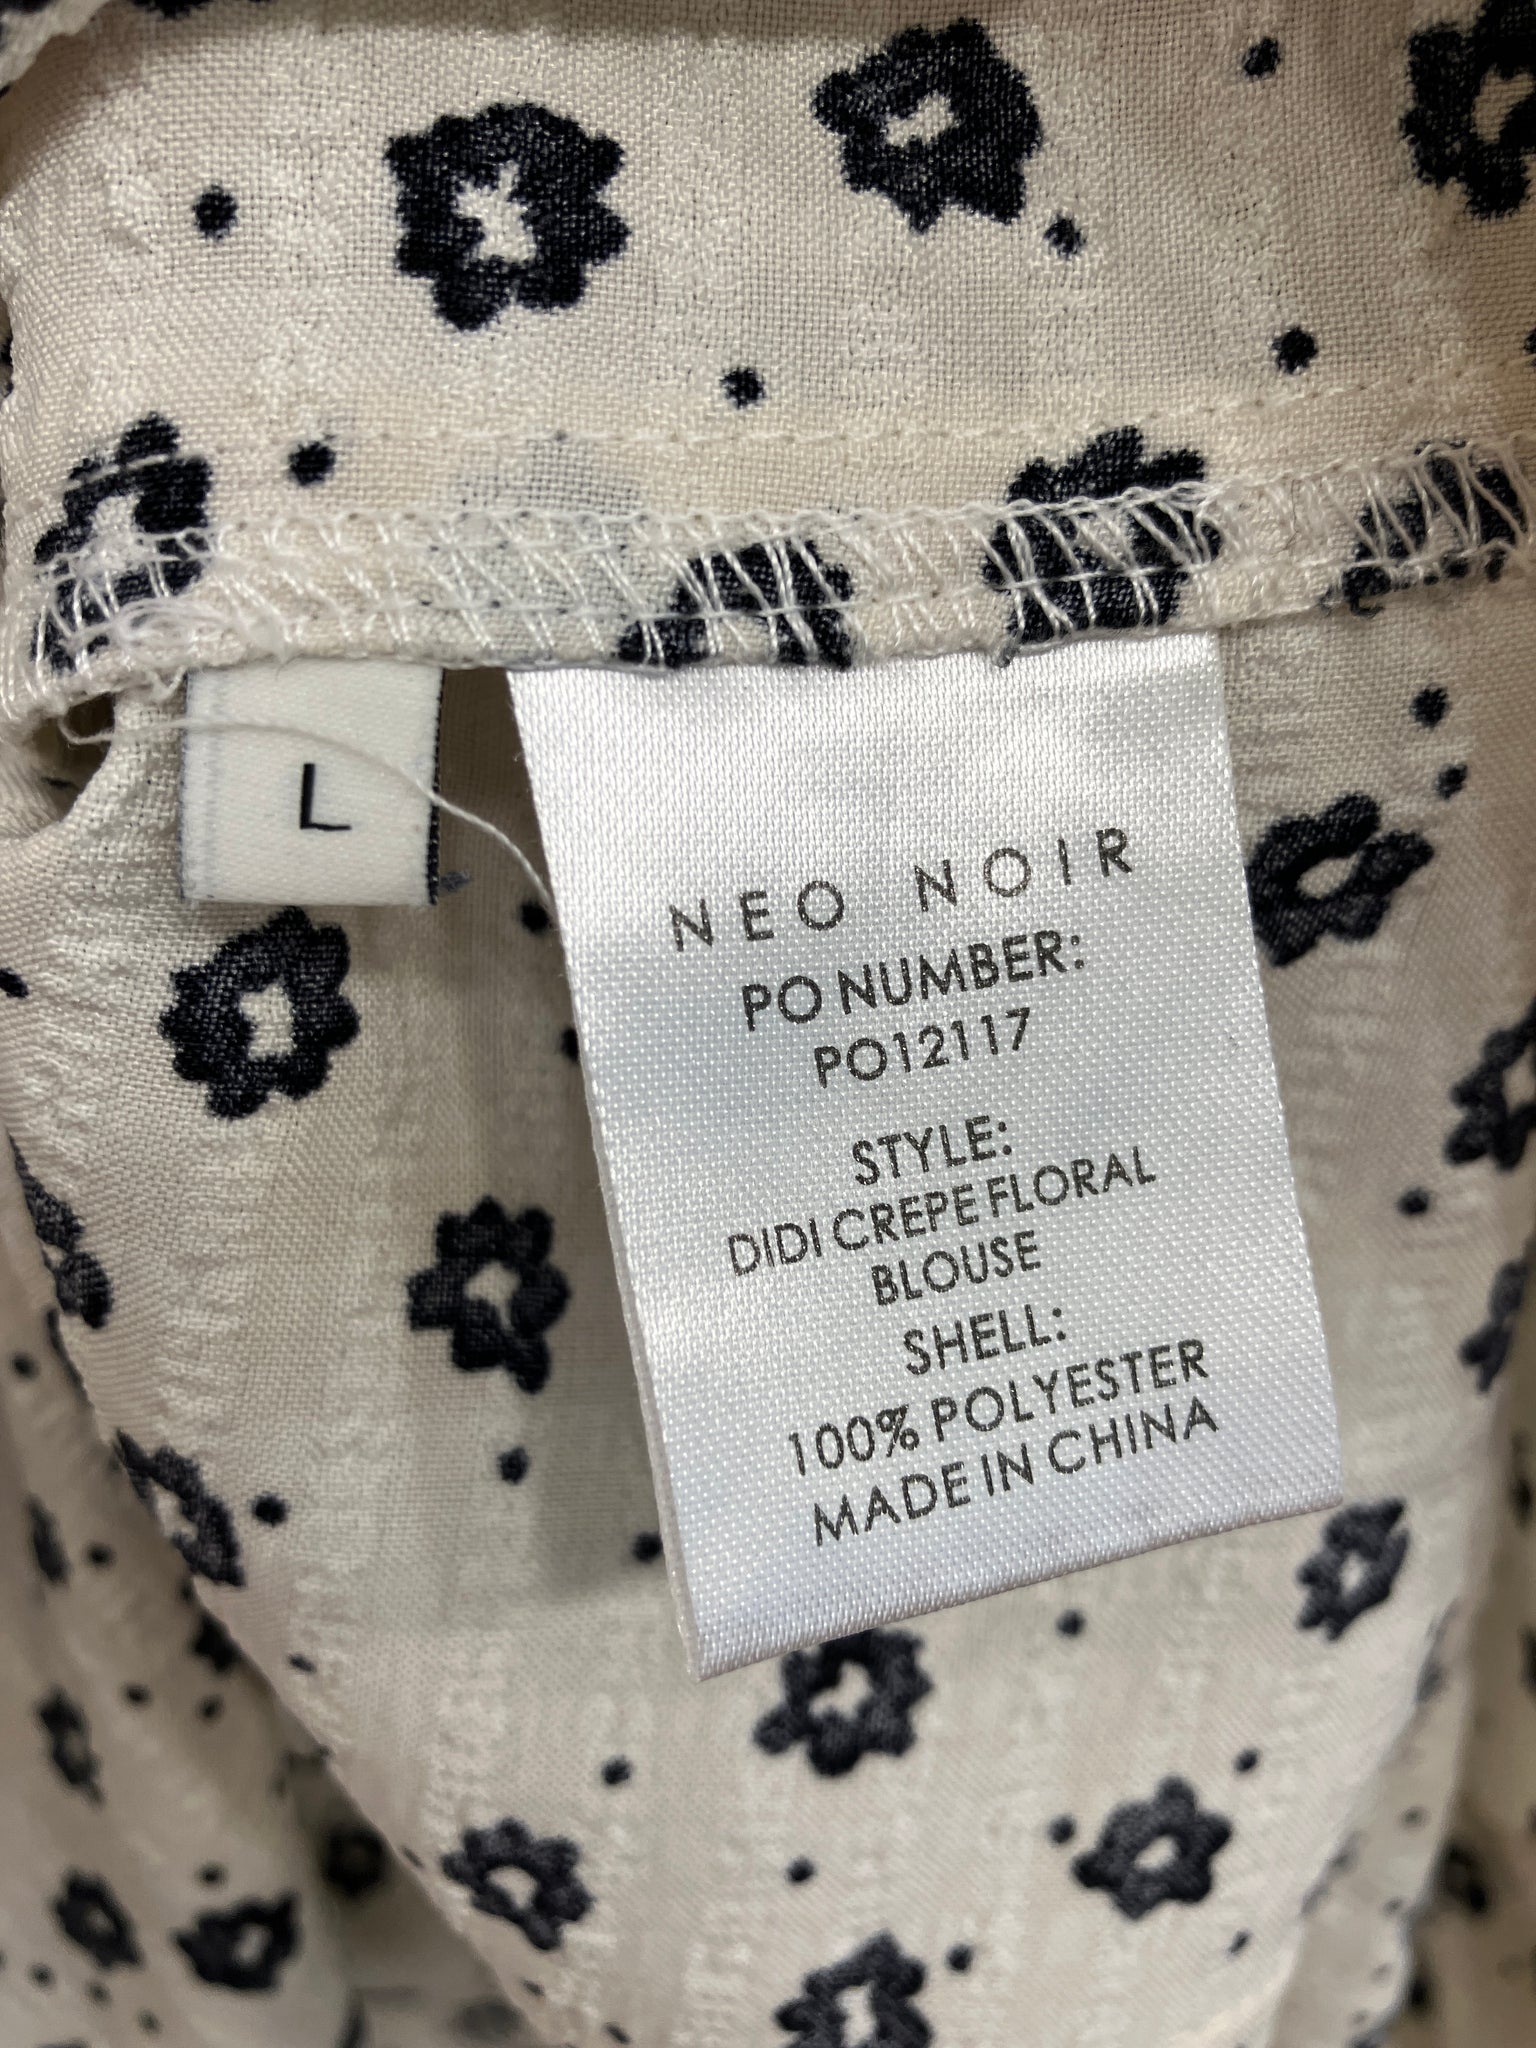 L
NEO NOIR
PO NUMBER:
PO12117
STYLE:
DIDI CREPE FLORAL
BLOUSE
SHELL:
100% POLYESTER
MADE IN CHINA